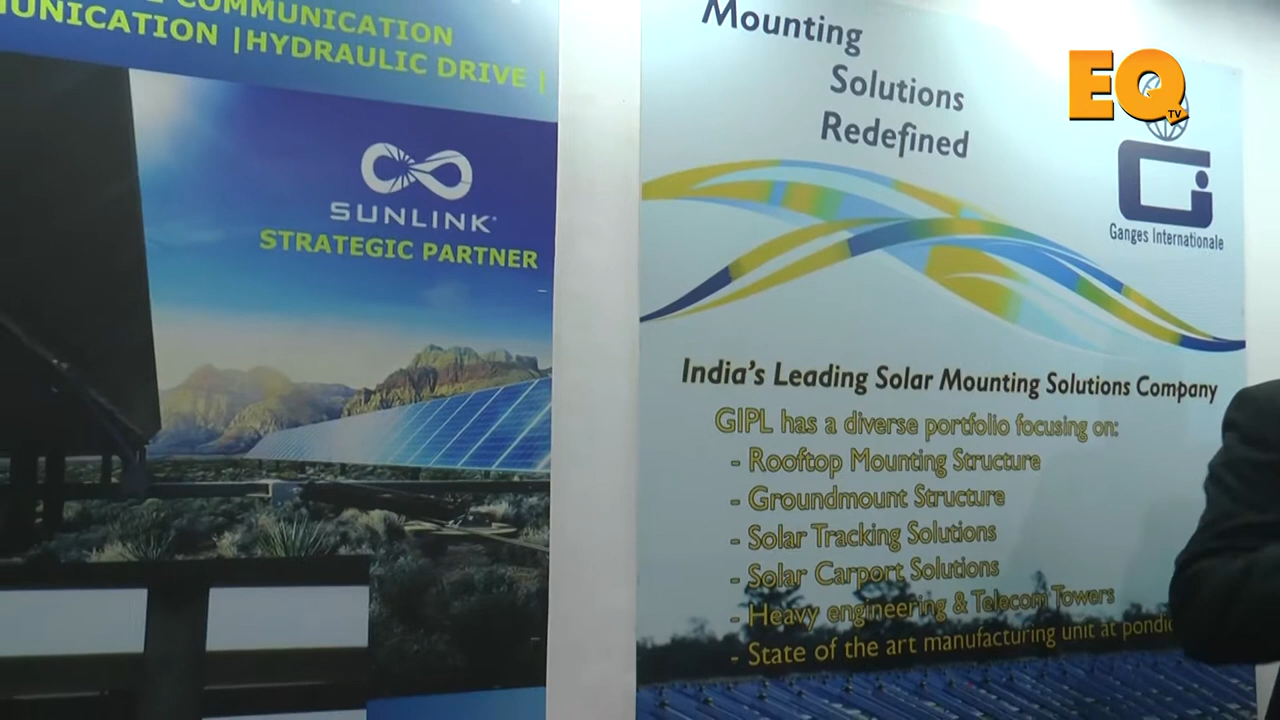 COMMUNICATION
MUNICATION | HYDRAULIC DRIVE |
SUNLINK
STRATEGIC PARTNER
Mounting
Solutions
Redefined
EQ
TV
Ganges Internationale
India's Leading Solar Mounting Solutions Company
GIPL has a diverse portfolio focusing on:
- Rooftop Mounting Structure
- Groundmount Structure
- Solar Tracking Solutions
- Solar Carport Solutions
- Heavy engineering & Telecom Towers
- State of the art manufacturing unit at pondic